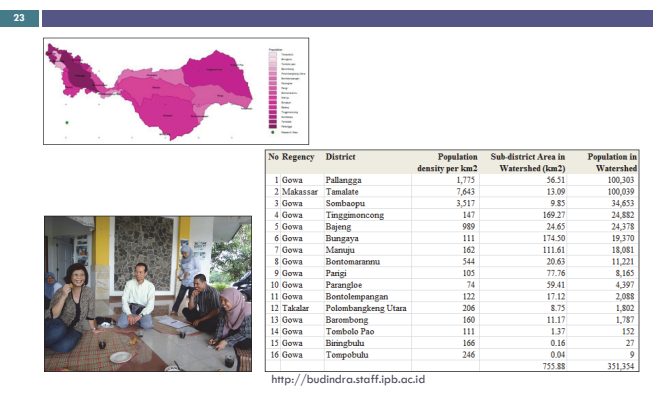 23
Population
No Regency District Population density per km2 Sub-district Area in Watershed (km2) Population in Watershed
1 Gowa Pallangga 1,775 56.51 100,303
2 Makassar Tamalate 7,643 13.09 100,039
3 Gowa Sombaopu 3,517 9.85 34,653
4 Gowa Tinggimoncong 147 169.27 24,882
5 Gowa Bajeng 989 24.65 24,378
6 Gowa Bungaya 111 174.50 19,370
7 Gowa Manuju 162 111.61 18,081
8 Gowa Bontomarannu 544 20.63 11,221
9 Gowa Parigi 105 77.76 8,165
10 Gowa Parangloe 74 59.41 4,397
11 Gowa Bontolempangan 122 17.12 2,088
12 Takalar Polombangkeng Utara 206 8.75 1,802
13 Gowa Barombong 160 11.17 1,787
14 Gowa Tombolo Pao 111 1.37 152
15 Gowa Biringbulu 166 0.16 27
16 Gowa Tompobulu 246 0.04 9
755.88 351,354
http://budindra.staff.ipb.ac.id